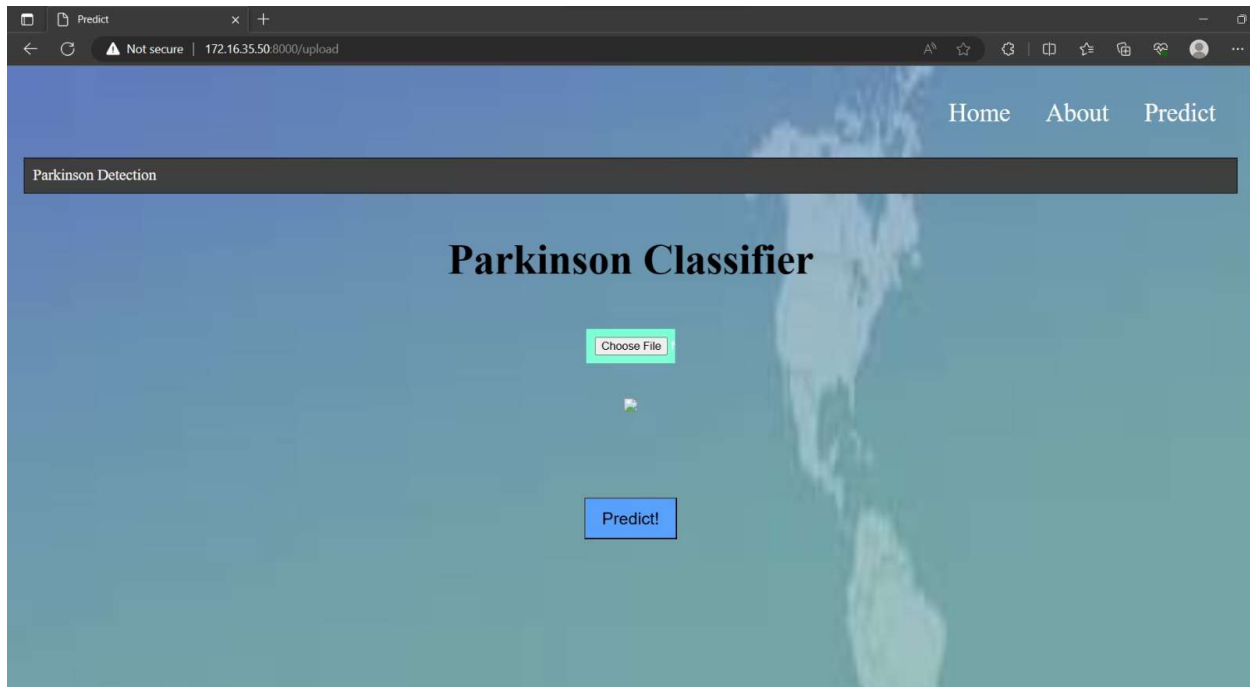 Predict
Not secure | 172.16.35.50:8000/upload
Home About Predict
Parkinson Detection
Parkinson Classifier
Choose File
Predict!